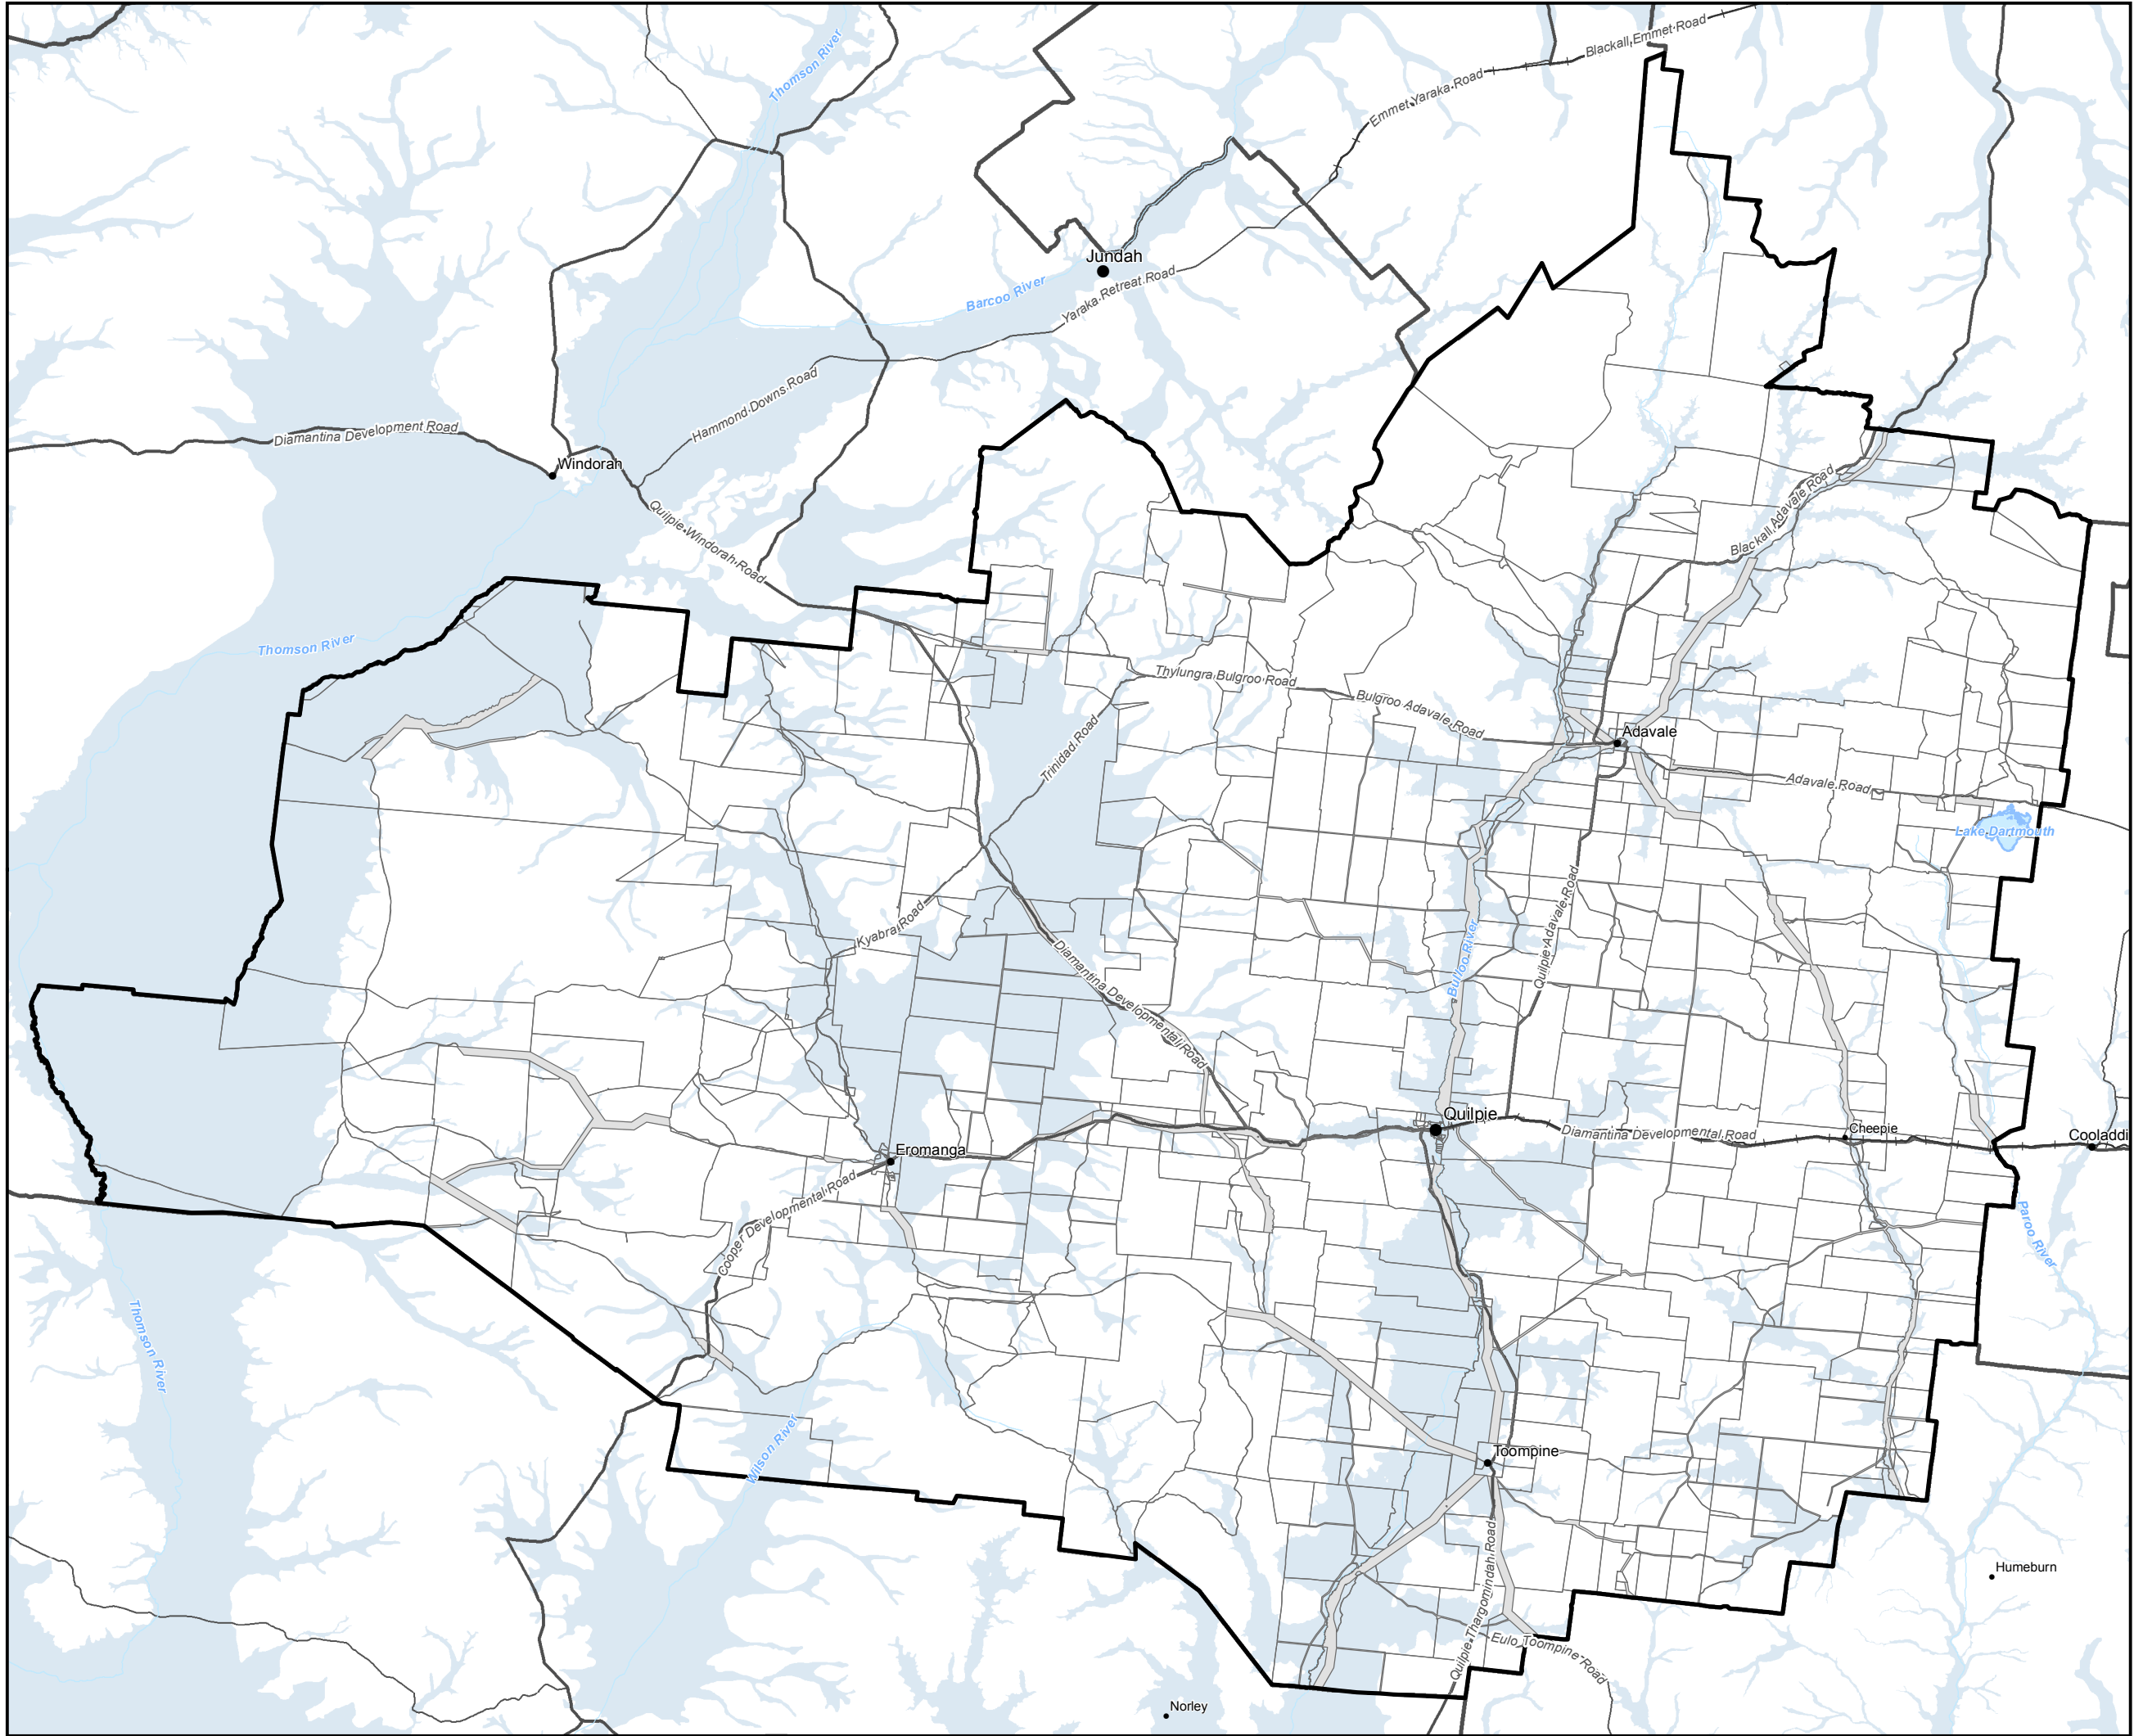 Thomson River
Blackall Emmet Road
Emmet Yaraka Road
Jundah
Barcoo River
Yaraka Retreat Road
Hammond Downs Road
Diamantina Development Road
Windorah
Quilpie Windorah Road
Blackall Adavale Road
Thomson River
Thylungra Bulgroo Road
Bulgroo Adavale Road
Trinidad Road
Adavale
Adavale Road
Lake Dartmouth
Kyabra Road
Quilpie Adavale Road
Bulloo River
Diamantina Developmental Road
Quilpie
Diamantina Developmental Road
Cheepie
Cooladdi
Eromanga
Cooper Developmental Road
Paroo River
Thomson River
Wilson River
Toompine
Quilpie Thargomindah Roads
Humeburn
Eulo Toompine Road
Norley